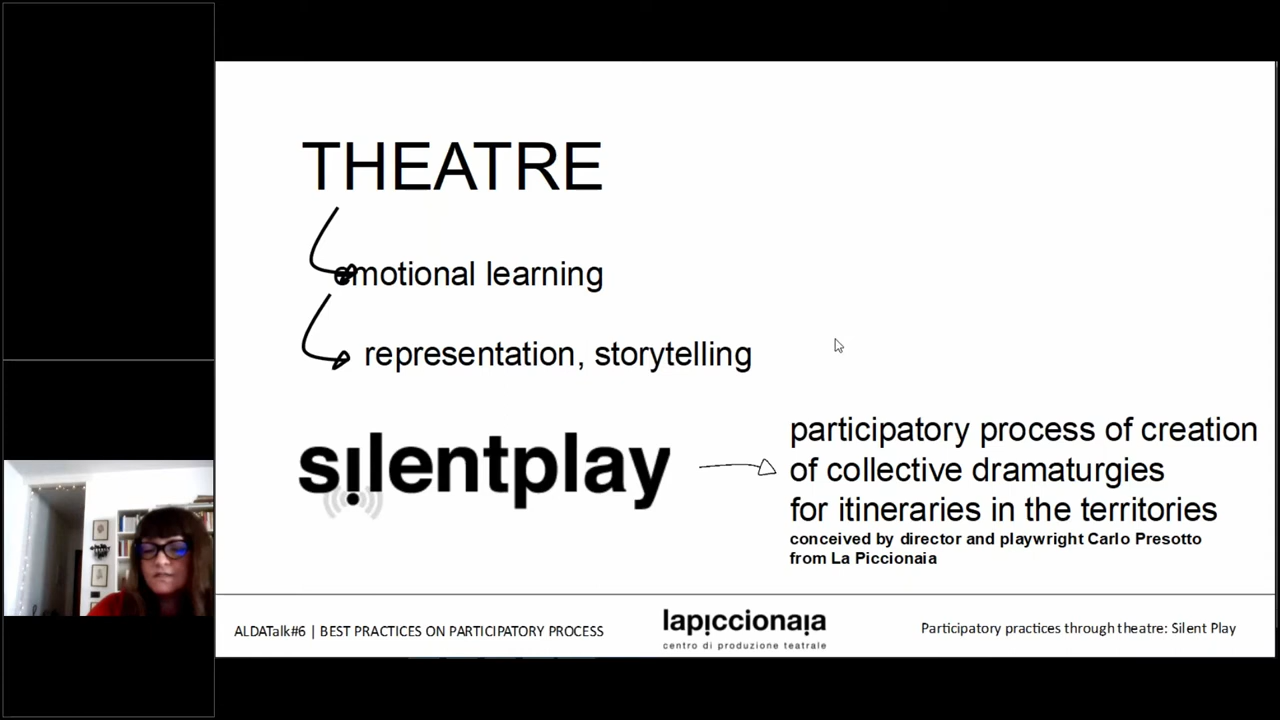 THEATRE
emotional learning
representation, storytelling
silentplay
participatory process of creation
of collective dramaturgies
for itineraries in the territories
conceived by director and playwright Carlo Presotto
from La Piccionaia
ALDATalk#6 | BEST PRACTICES ON PARTICIPATORY PROCESS
lapiccionaia
centro di produzione teatrale
Participatory practices through theatre: Silent Play